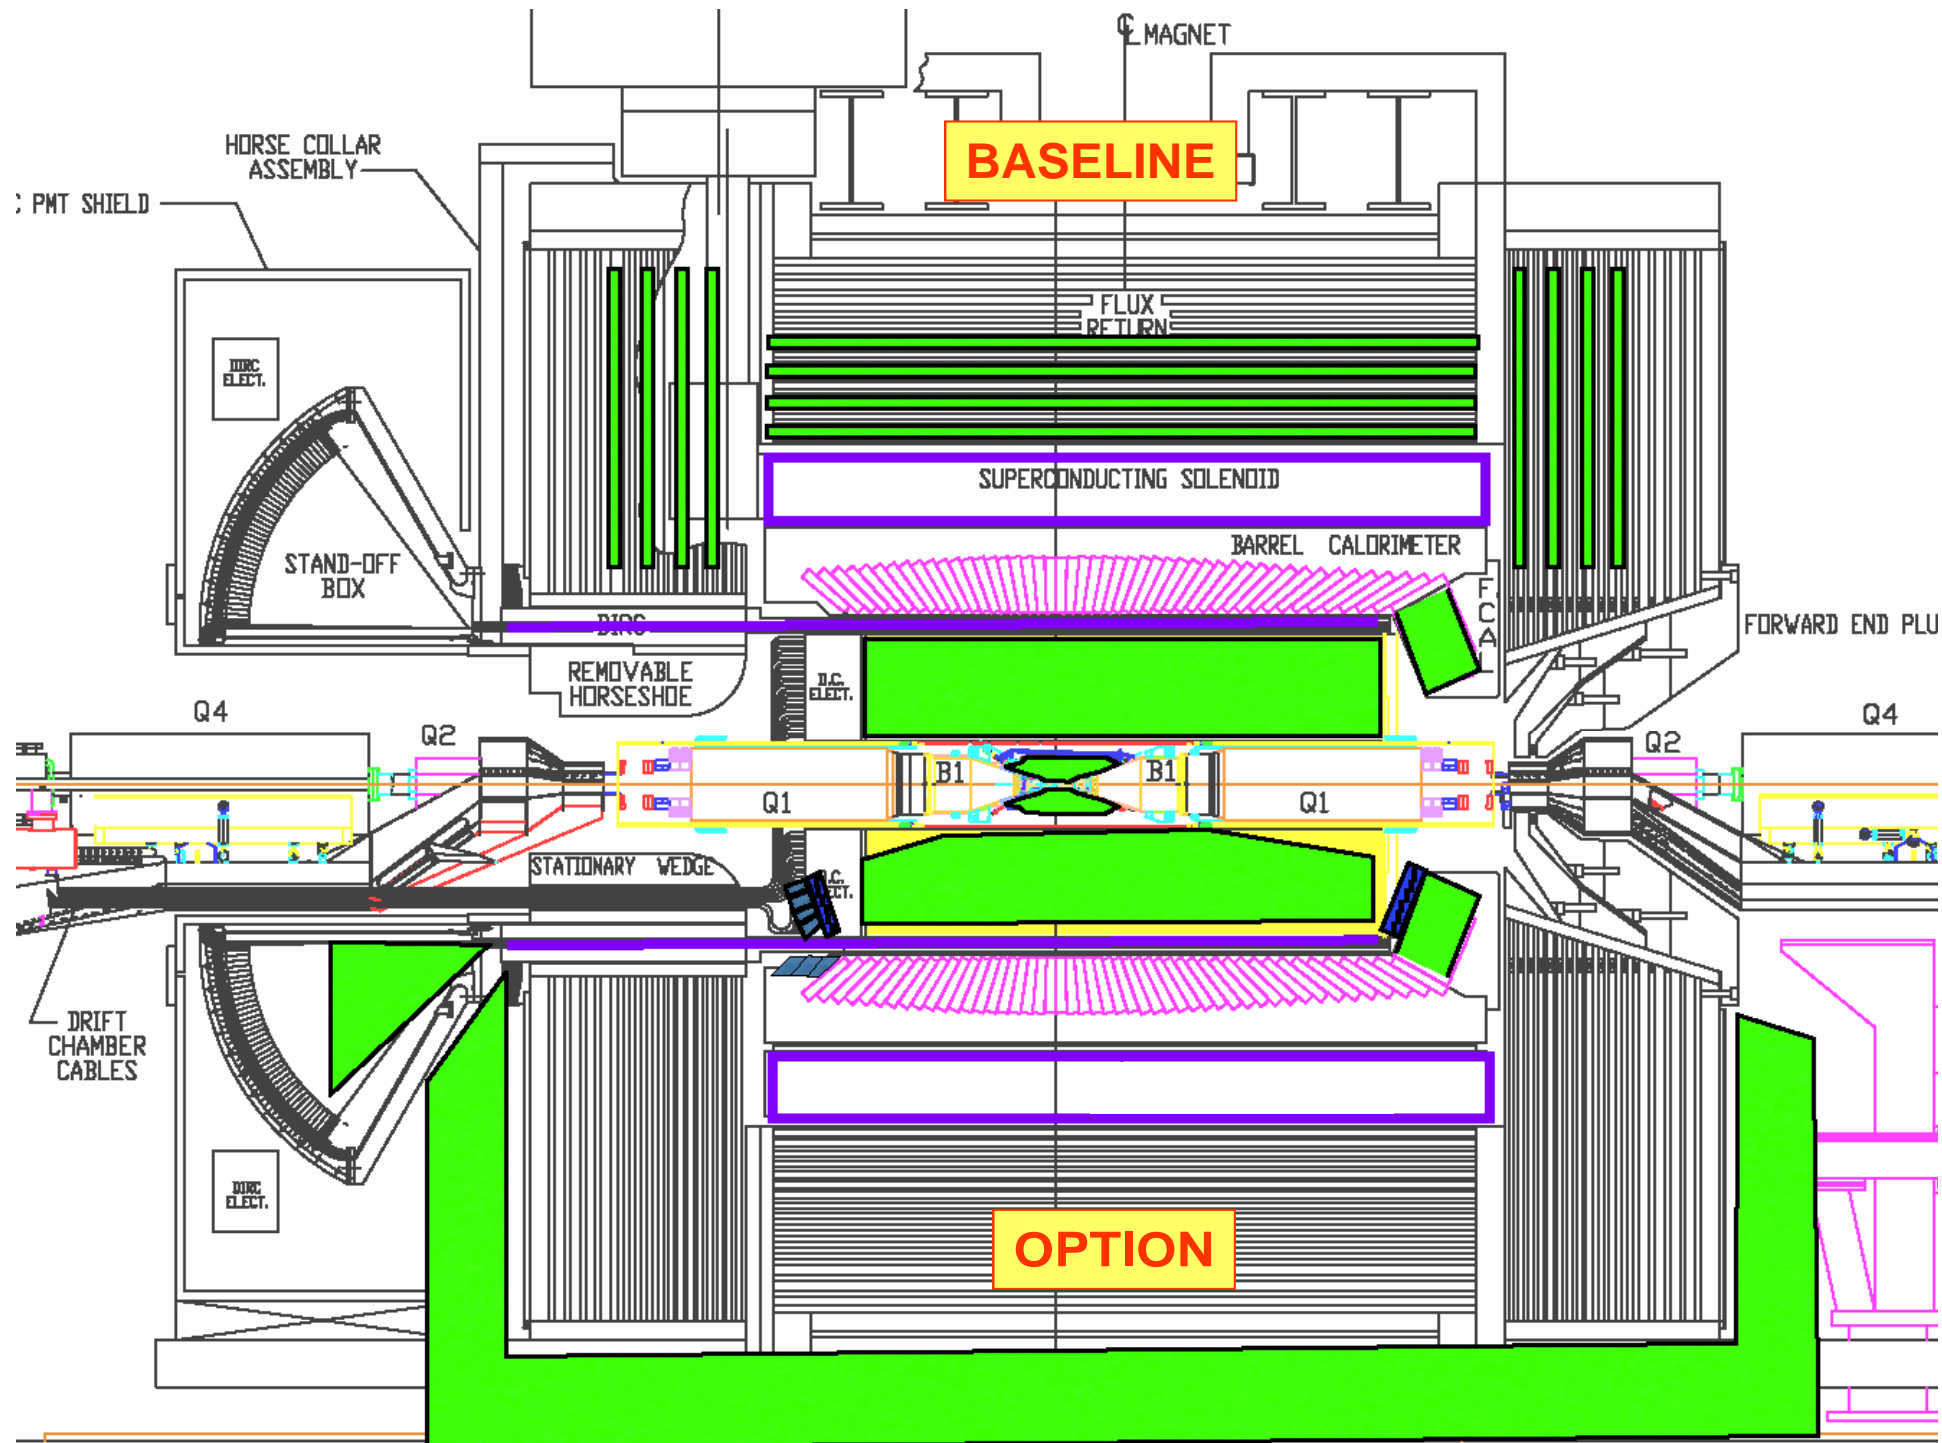 ℄ MAGNET
HORSE COLLAR
ASSEMBLY
BASELINE
C PMT SHIELD
FLUX
RETURN
DIRC
ELECT.
SUPERCONDUCTING SOLENOID
BARREL CALORIMETER
STAND-OFF
BOX
F
C
A
L
DIRC
FORWARD END PLU
REMOVABLE
HORSESHOE
D.C.
ELECT.
Q4
Q2
Q2
Q4
B1
B1
Q1
Q1
STATIONARY WEDGE
D.C.
ELECT.
DRIFT
CHAMBER
CABLES
DIRC
ELECT.
OPTION